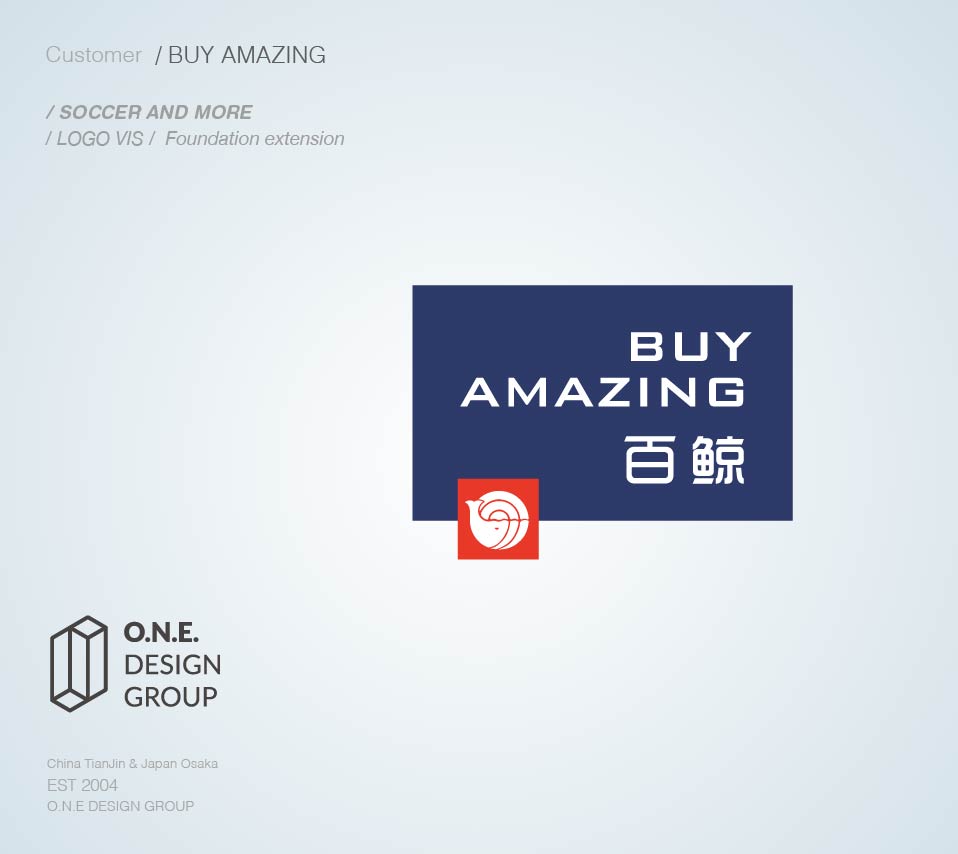 Customer / BUY AMAZING
/ SOCCER AND MORE
/ LOGO VIS / Foundation extension
BUY
AMAZING
百鲸
O.N.E.
DESIGN
GROUP
China TianJin & Japan Osaka
EST 2004
O.N.E DESIGN GROUP